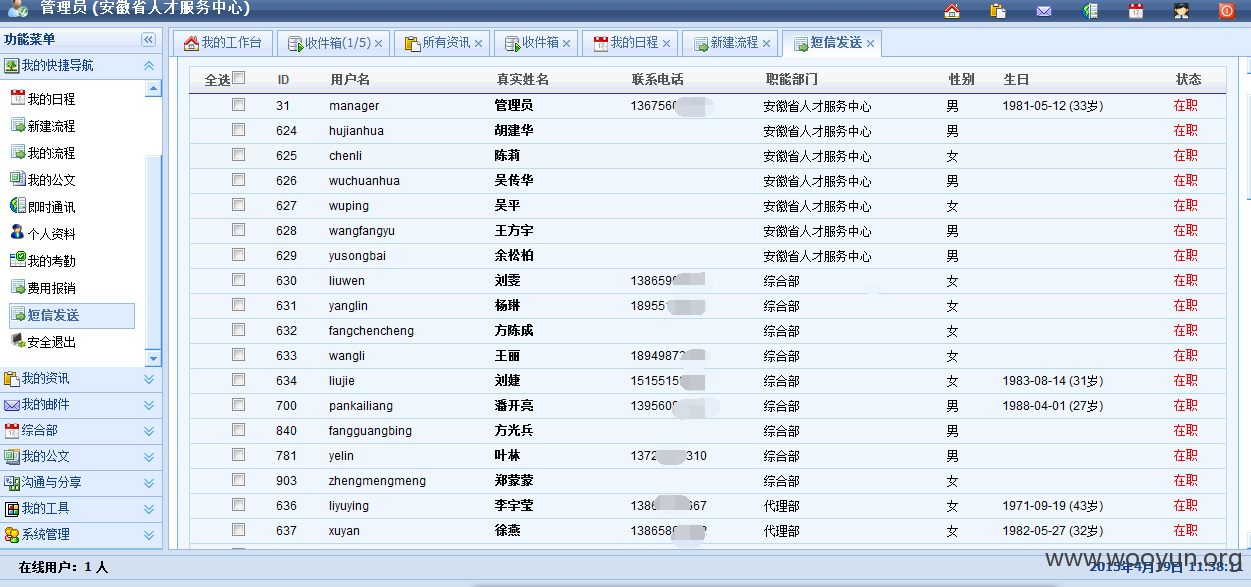 管理员 (安徽省人才服务中心)
功能菜单
我的工作台 收件箱(1/5) 所有资讯 收件箱 我的日程 新建流程 短信发送
我的快捷导航
我的日程
新建流程
我的流程
我的公文
即时通讯
个人资料
我的考勤
费用报销
短信发送
安全退出
我的资讯
我的邮件
综合部
我的公文
沟通与分享
我的工具
系统管理
全选 ID 用户名 真实姓名 联系电话 职能部门 性别 生日 状态
31 manager 管理员 136756 安徽省人才服务中心 男 1981-05-12 (33岁) 在职
624 hujianhua 胡建华 安徽省人才服务中心 男 在职
625 chenli 陈莉 安徽省人才服务中心 女 在职
626 wuchuanhua 吴传华 安徽省人才服务中心 男 在职
627 wuping 吴平 安徽省人才服务中心 女 在职
628 wangfangyu 王方宇 安徽省人才服务中心 男 在职
629 yusongbai 余松柏 安徽省人才服务中心 男 在职
630 liuwen 刘雯 13865 综合部 女 在职
631 yanglin 杨琳 1895 综合部 女 在职
632 fangchencheng 方陈成 综合部 女 在职
633 wangli 王丽 1894987 综合部 女 在职
634 liujie 刘婕 151515 综合部 女 1983-08-14 (31岁) 在职
700 pankailiang 潘开亮 13956 综合部 男 1988-04-01 (27岁) 在职
840 fangguangbing 方光兵 综合部 男 在职
781 yelin 叶林 1372 310 综合部 男 在职
903 zhengmengmeng 郑蒙蒙 综合部 女 在职
636 liyuying 李宇莹 138 67 代理部 女 1971-09-19 (43岁) 在职
637 xuyan 徐燕 13865 代理部 女 1982-05-27 (32岁) 在职
在线用户：1 人
2015年4月19日 11:38:
www.wooyun.org